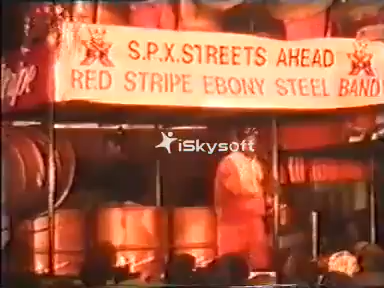 S.P.X. STREETS AHEAD
RED STRIPE EBONY STEEL BAND
iSkysoft